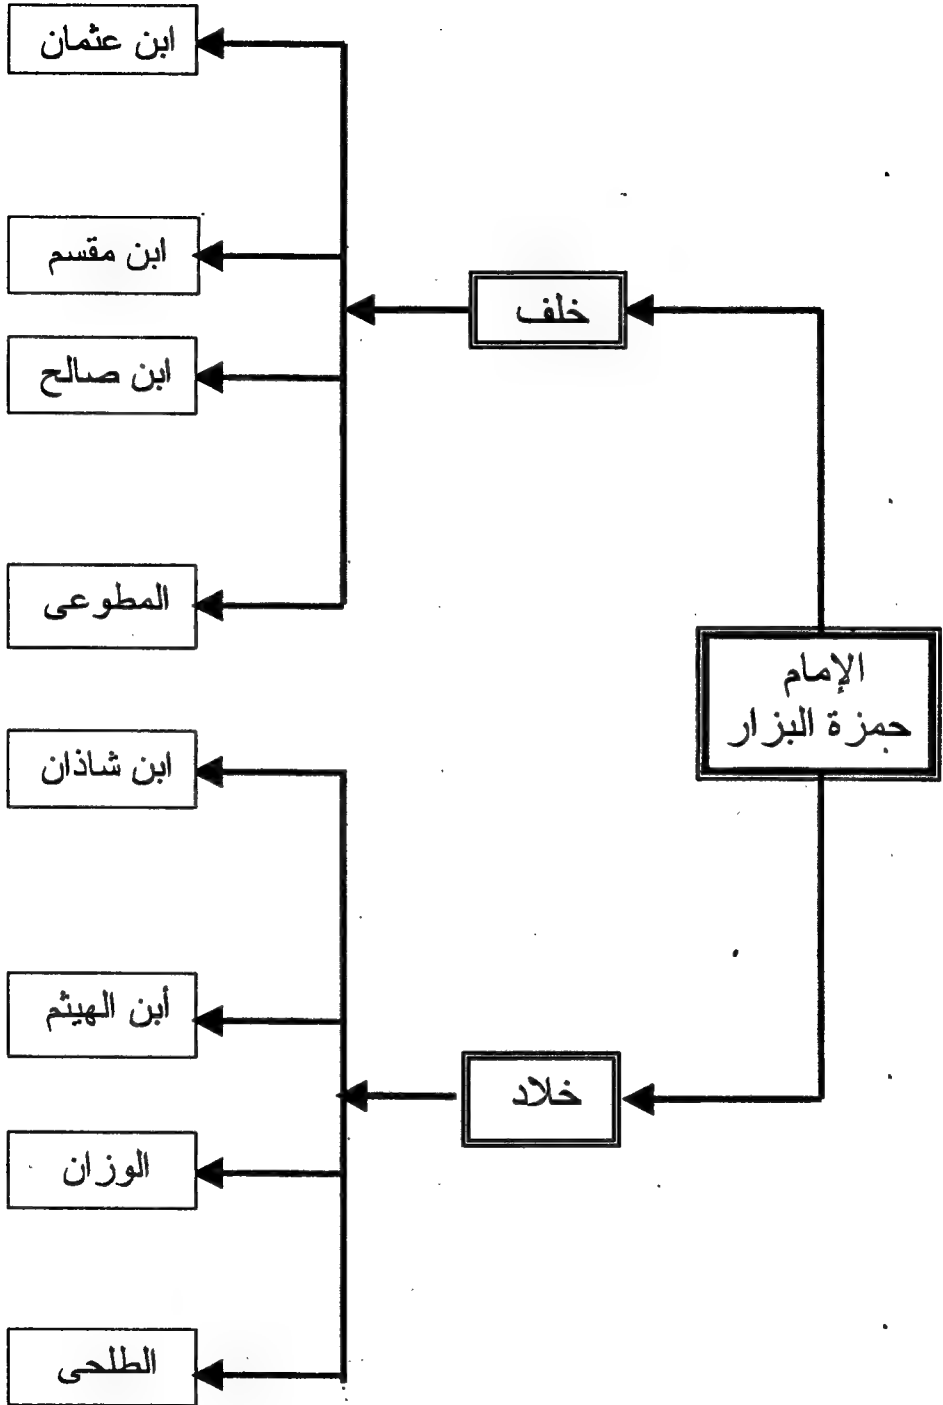 الإمام
حمزة البزار
خلف
ابن عثمان
ابن مقسم
ابن صالح
المطوعى
خلاد
ابن شاذان
أبن الهيثم
الوزان
الطلحى